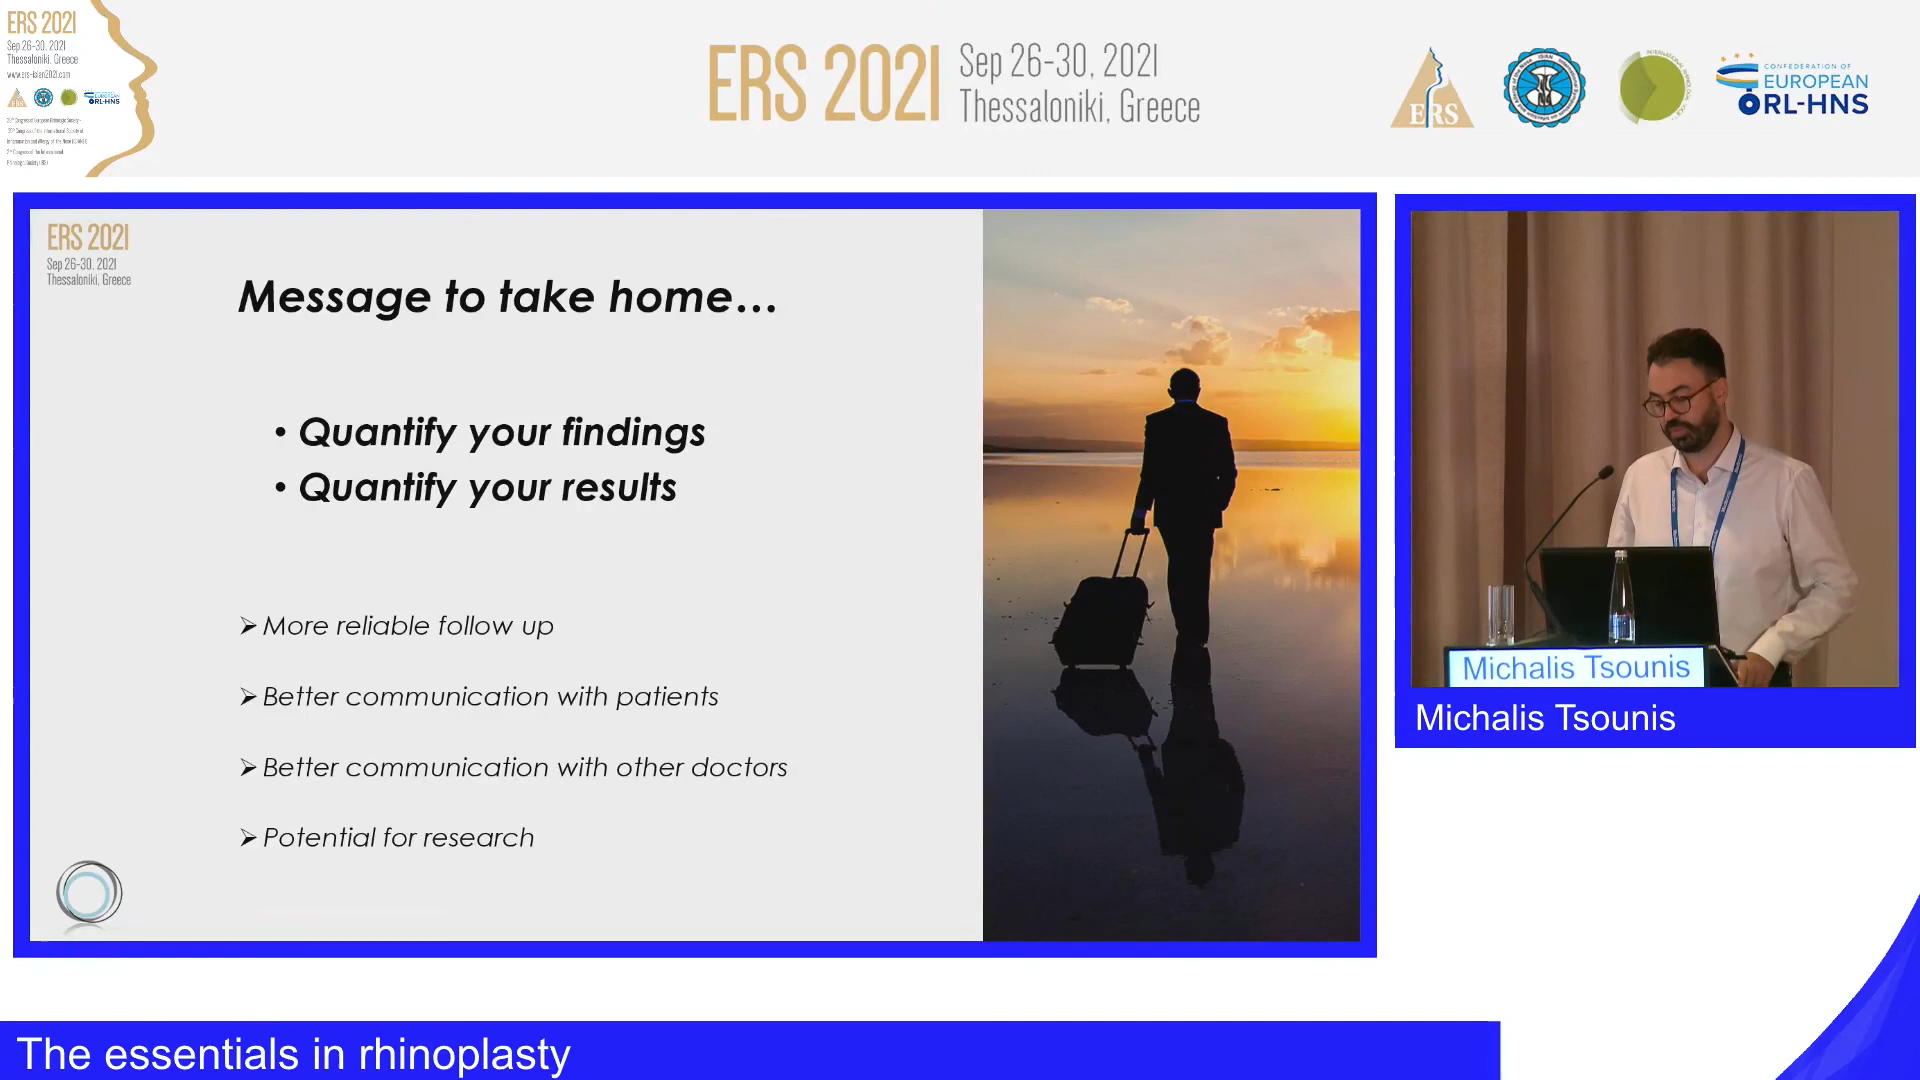 ERS 2021
Sep 26-30, 2021
Thessaloniki, Greece
www.ers-isian2021.com
ERS 2021
Sep 26-30, 2021
Thessaloniki, Greece
ERS
CONFEDERATION OF
EUROPEAN
ORL-HNS
ERS 2021
Sep 26-30, 2021
Thessaloniki, Greece
Message to take home...
• Quantify your findings
• Quantify your results
➢ More reliable follow up
➢ Better communication with patients
➢ Better communication with other doctors
➢ Potential for research
Michalis Tsounis
Michalis Tsounis
The essentials in rhinoplasty